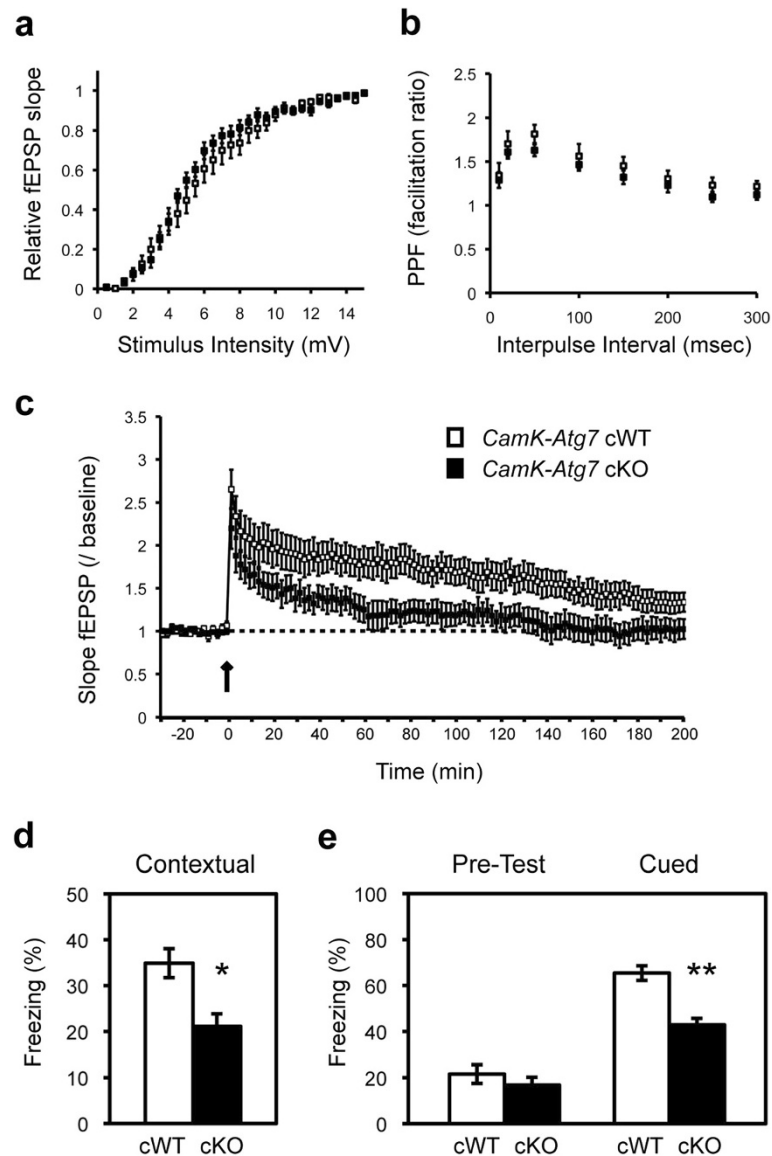 a
Relative fEPSP slope
1
0.8
0.6
0.4
0.2
0
0 2 4 6 8 10 12 14
Stimulus Intensity (mV)
b
PPF (facilitation ratio)
2.5
2
1.5
1
0.5
0
0 100 200 300
Interpulse Interval (msec)
c
Slope fEPSP (/ baseline)
3.5
3
2.5
2
1.5
1
0.5
0
-20 0 20 40 60 80 100 120 140 160 180 200
Time (min)
CamK-Atg7 cWT
CamK-Atg7 cKO
d
Contextual
Freezing (%)
50
40
30
20
10
0
*
cWT cKO
e
Pre-Test Cued
Freezing (%)
100
80
60
40
20
0
**
cWT cKO cWT cKO